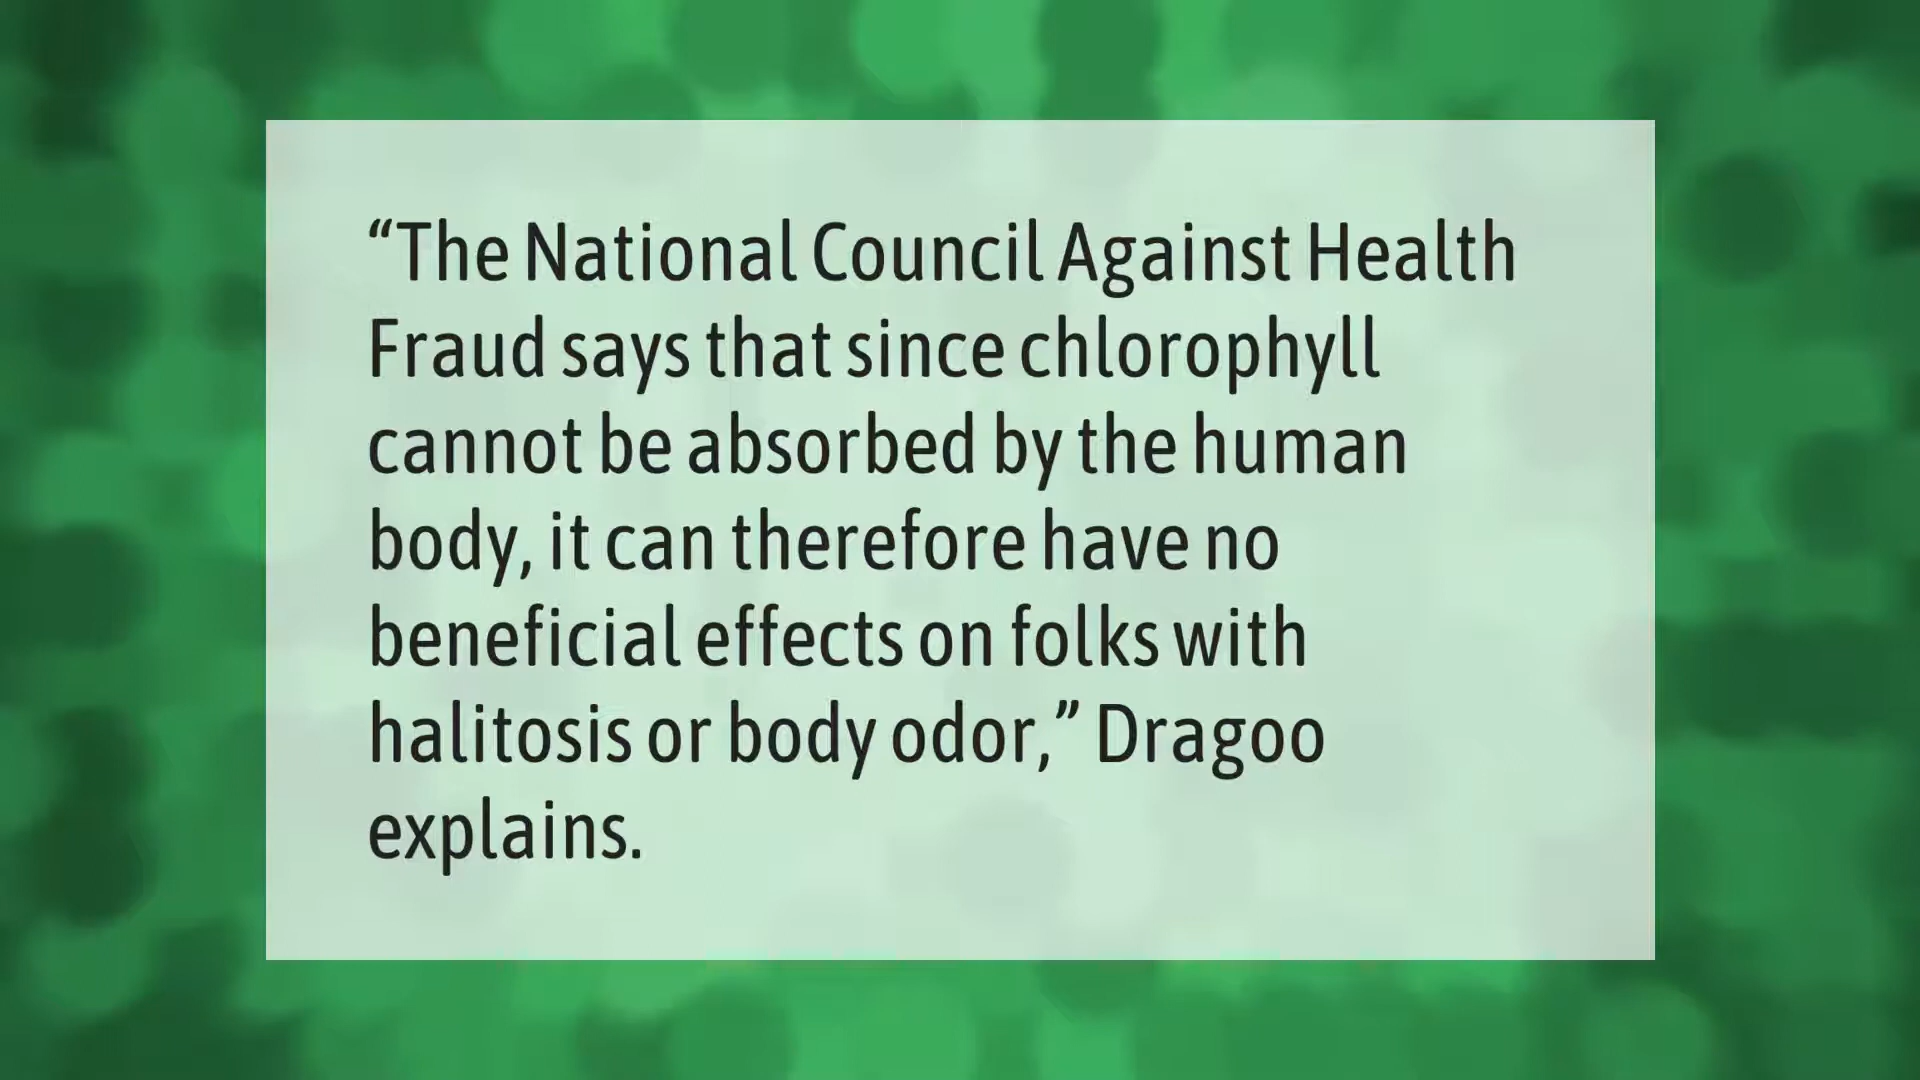 “The National Council Against Health
Fraud says that since chlorophyll
cannot be absorbed by the human
body, it can therefore have no
beneficial effects on folks with
halitosis or body odor,” Dragoo
explains.